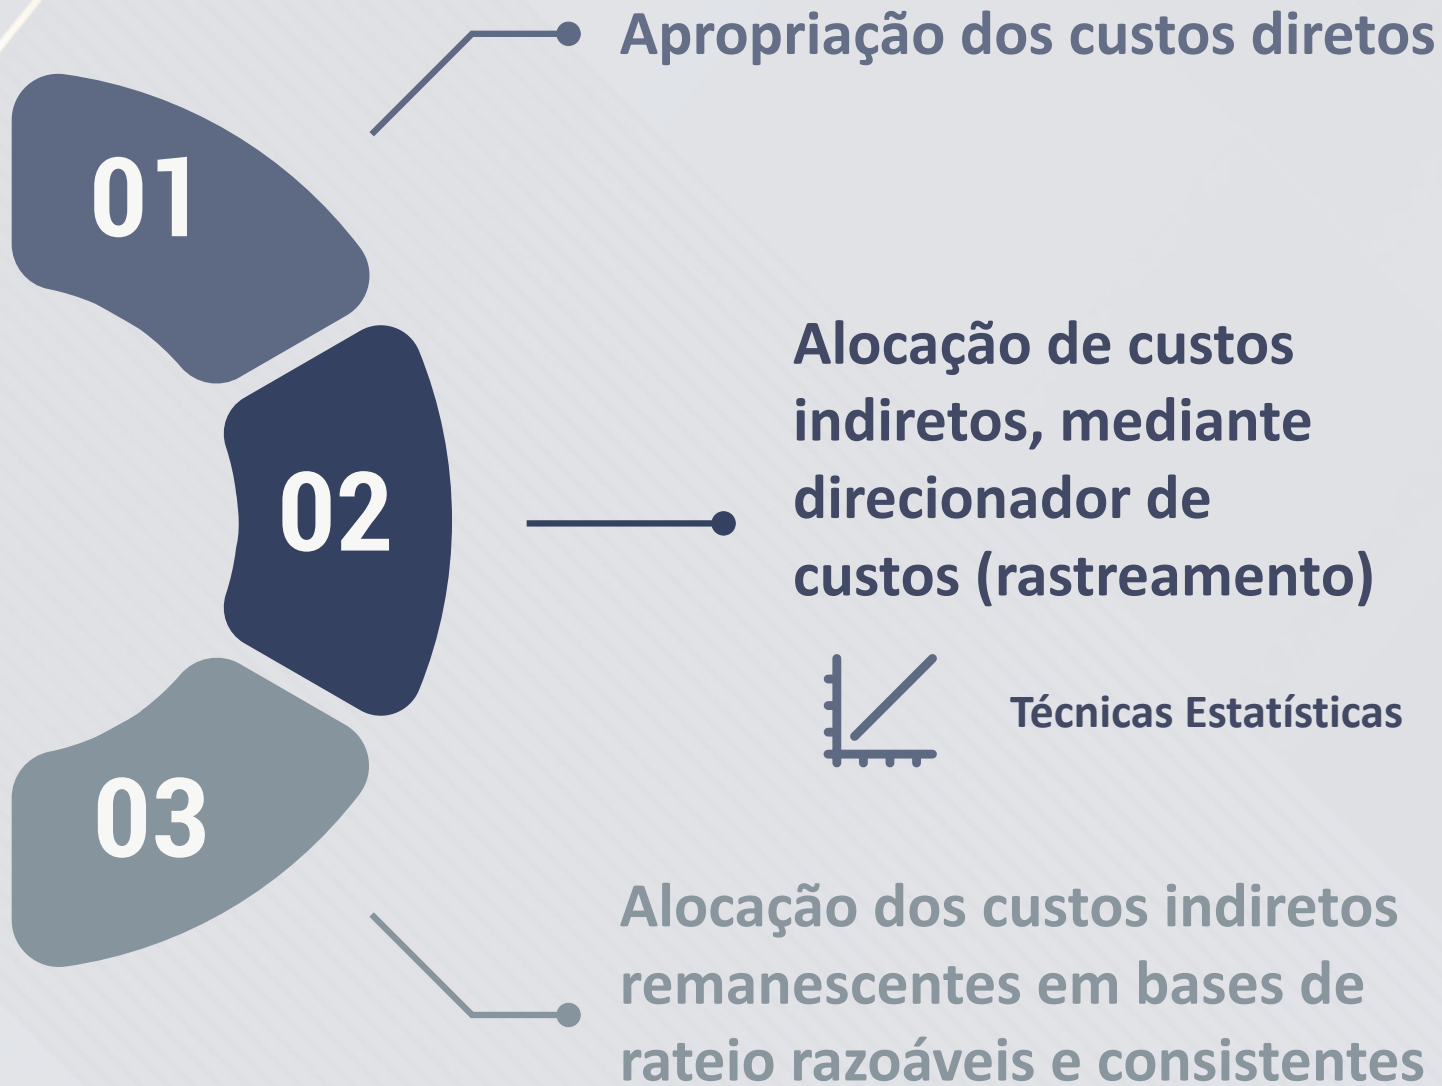 Apropriação dos custos diretos
01
Alocação de custos
indiretos, mediante
direcionador de
custos (rastreamento)
02
Técnicas Estatísticas
03
Alocação dos custos indiretos
remanescentes em bases de
rateio razoáveis e consistentes